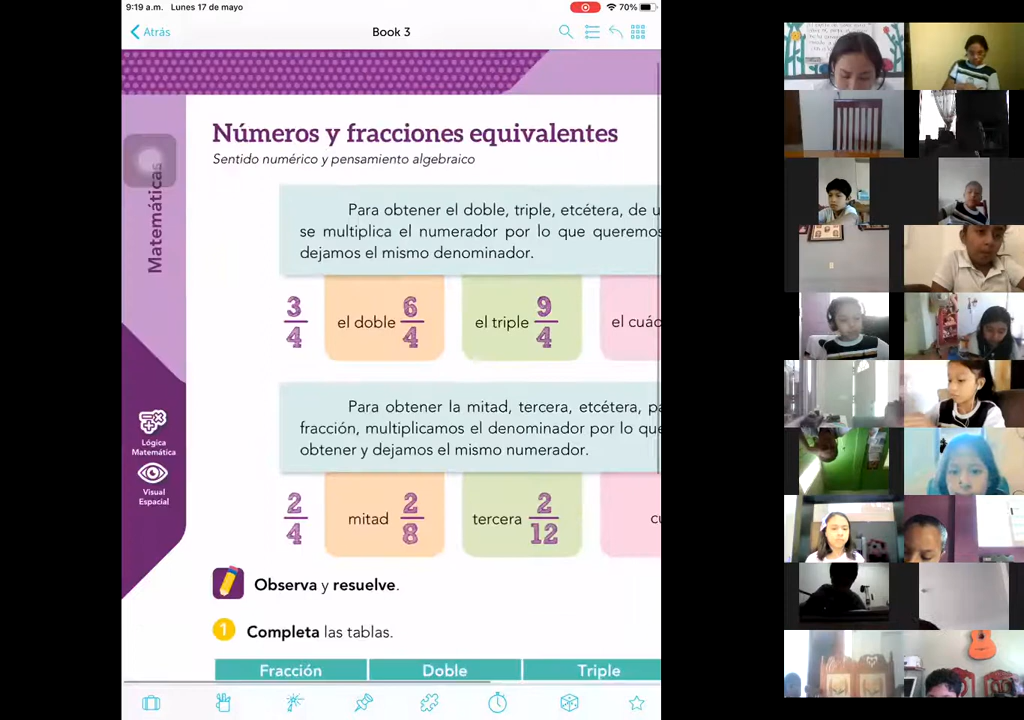 9:19 a.m. Lunes 17 de mayo
70%
Atrás
Book 3
Matemáticas
Números y fracciones equivalentes
Sentido numérico y pensamiento algebraico
Para obtener el doble, triple, etcétera, de u
se multiplica el numerador por lo que queremos
dejamos el mismo denominador.
3/4 el doble 6/4 el triple 9/4 el cuác
Para obtener la mitad, tercera, etcétera, pa
fracción, multiplicamos el denominador por lo que
obtener y dejamos el mismo numerador.
2/4 mitad 2/8 tercera 2/12 cu
Lógica
Matemática
Visual
Espacial
Observa y resuelve.
1 Completa las tablas.
Fracción Doble Triple